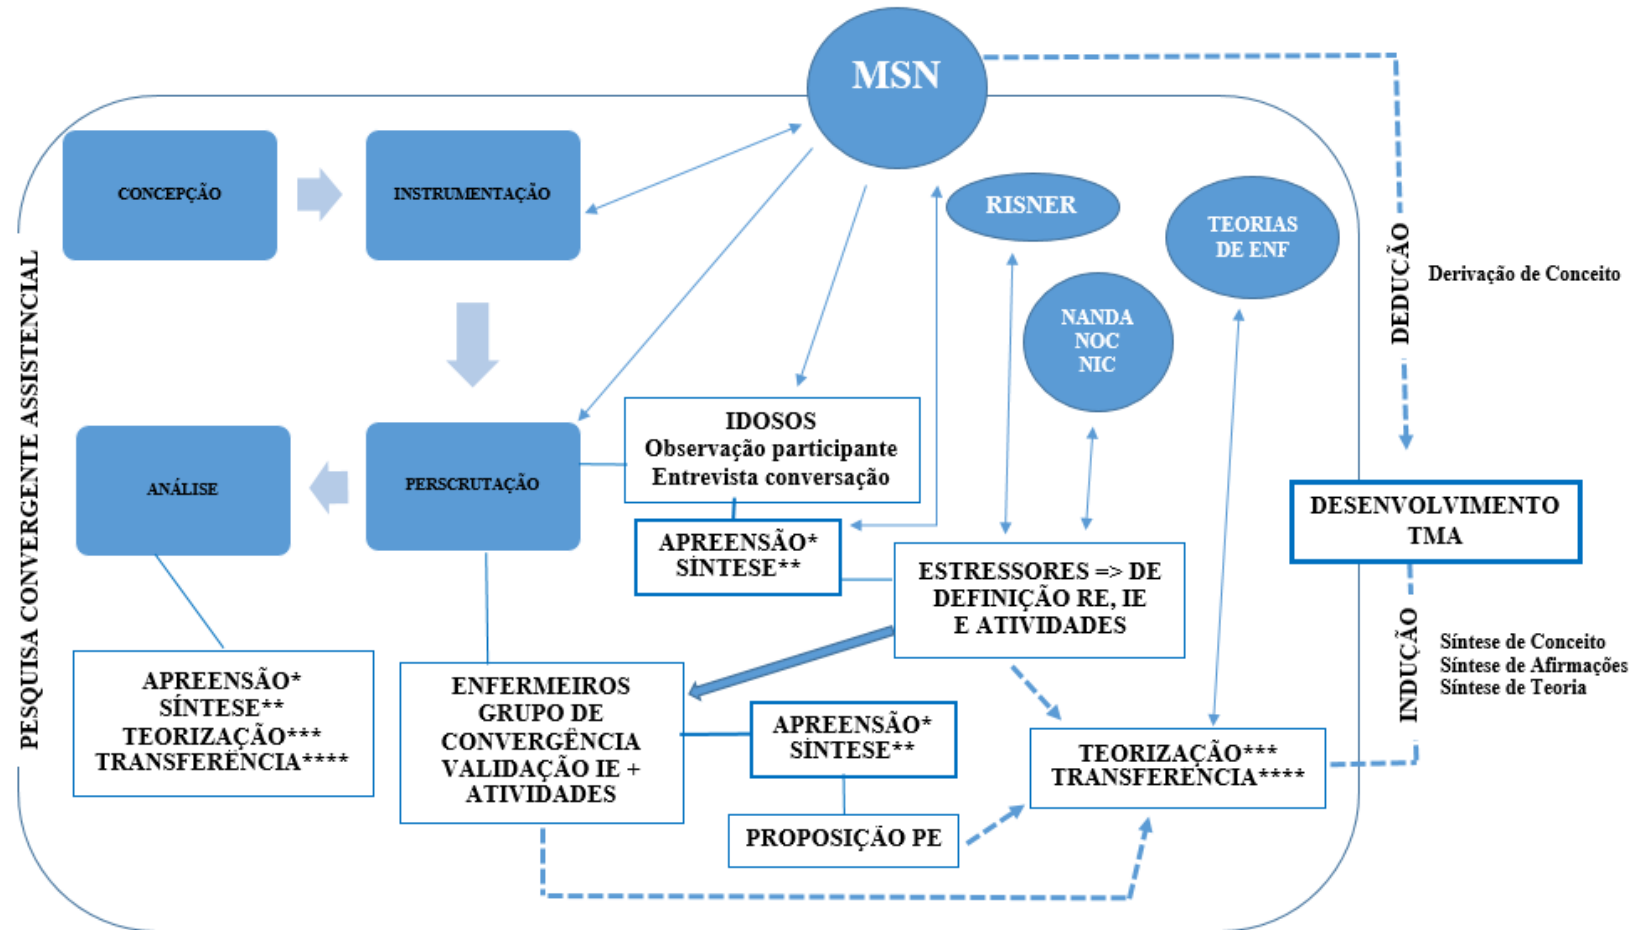 MSN
CONCEPÇÃO
INSTRUMENTAÇÃO
RISNER
TEORIAS
DE ENF
NANDA
NOC
NIC
PESQUISA CONVERGENTE ASSISTENCIAL
DEDUCÃO
Derivação de Conceito
IDOSOS
Observação participante
Entrevista conversação
ANÁLISE
PERSCRUTAÇÃO
APREENSÃO*
SÍNTESE**
ESTRESSORES => DE
DEFINIÇÃO RE, IE
E ATIVIDADES
DESENVOLVIMENTO
TMA
INDUÇÃO
Síntese de Conceito
Síntese de Afirmações
Síntese de Teoria
APREENSÃO*
SÍNTESE**
TEORIZAÇÃO***
TRANSFERÊNCIA****
ENFERMEIROS
GRUPO DE
CONVERGÊNCIA
VALIDAÇÃO IE +
ATIVIDADES
APREENSÃO*
SÍNTESE**
PROPOSIÇÃO PE
TEORIZAÇÃO***
TRANSFERENCIA****